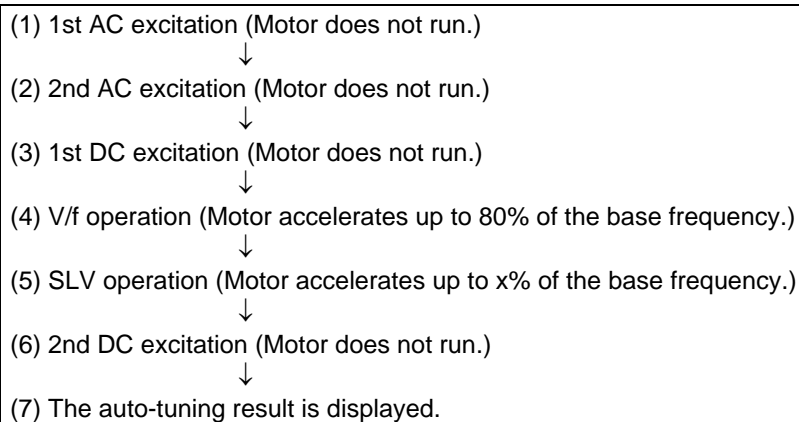 (1) 1st AC excitation (Motor does not run.)
↓
(2) 2nd AC excitation (Motor does not run.)
↓
(3) 1st DC excitation (Motor does not run.)
↓
(4) V/f operation (Motor accelerates up to 80% of the base frequency.)
↓
(5) SLV operation (Motor accelerates up to x% of the base frequency.)
↓
(6) 2nd DC excitation (Motor does not run.)
↓
(7) The auto-tuning result is displayed.